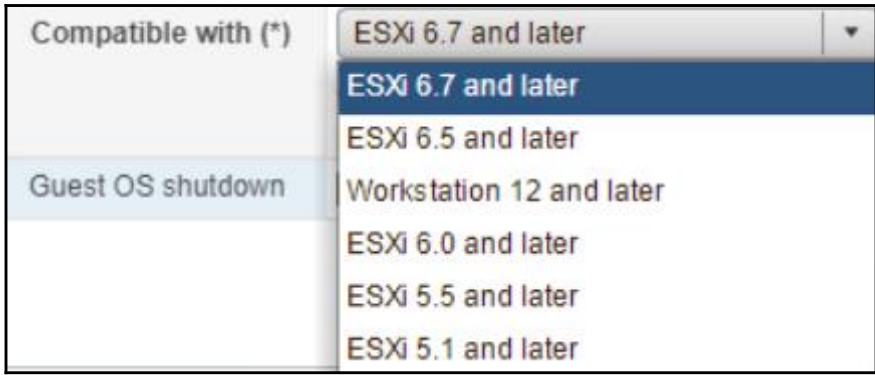 Compatible with (*)
ESXi 6.7 and later
ESXi 6.7 and later
ESXi 6.5 and later
Guest OS shutdown
Workstation 12 and later
ESXi 6.0 and later
ESXi 5.5 and later
ESXi 5.1 and later